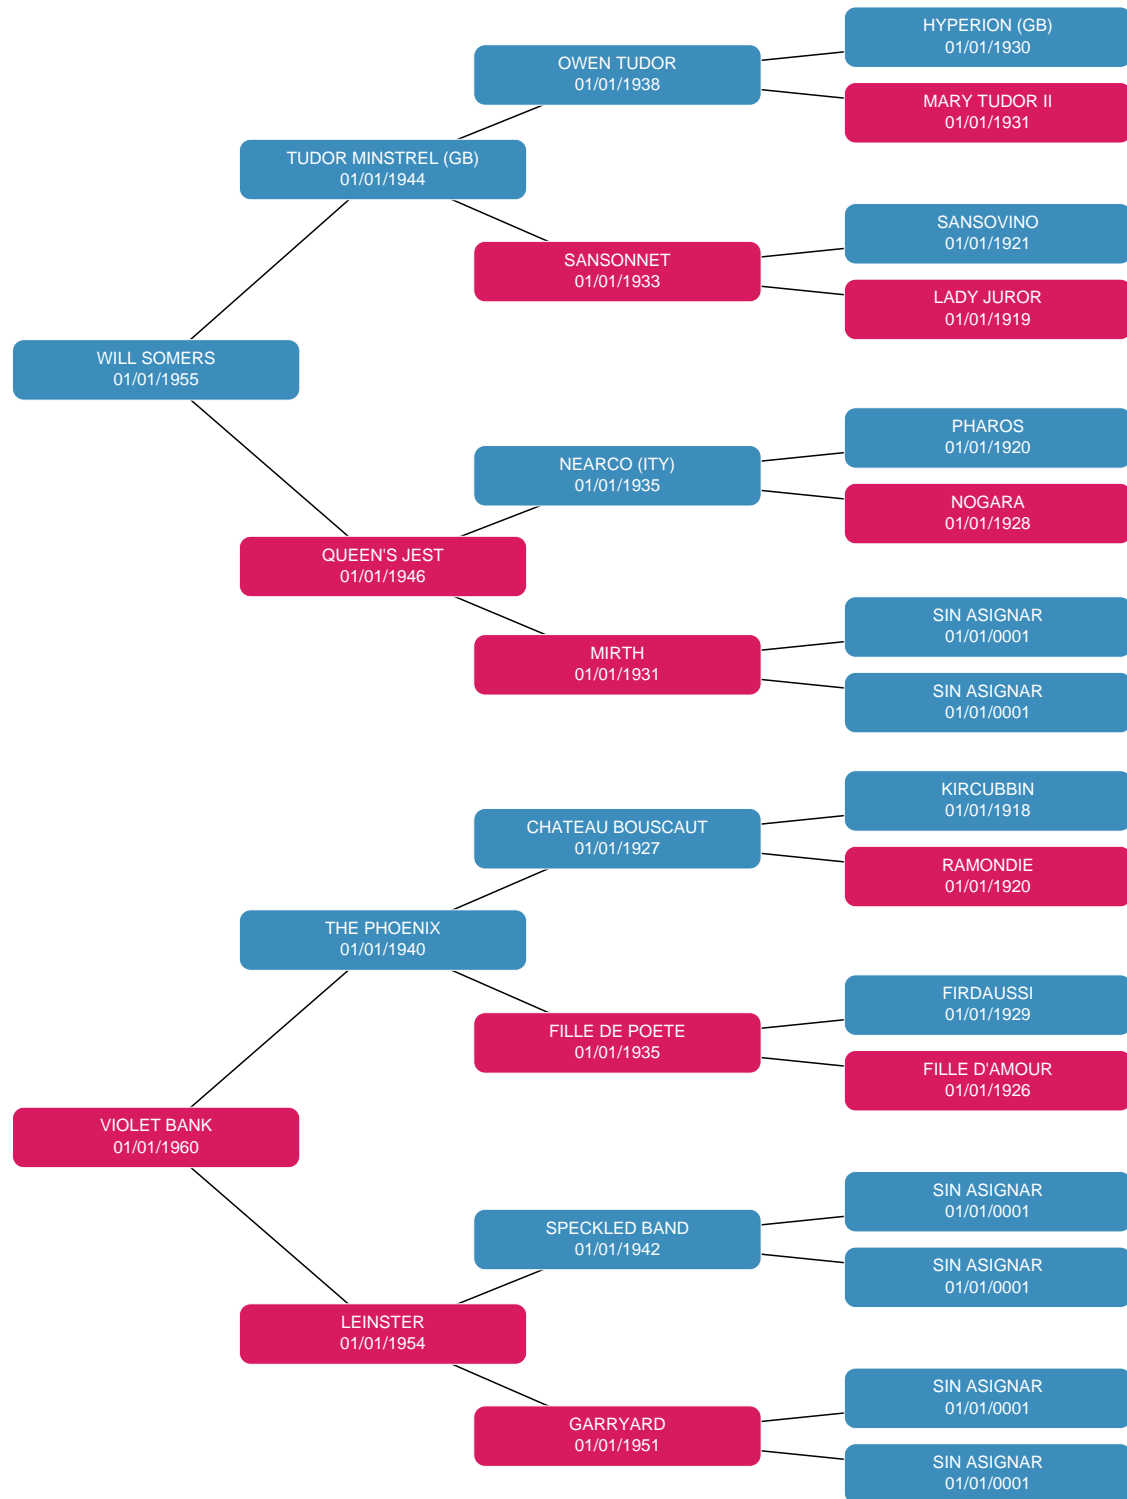 HYPERION (GB)
01/01/1930
OWEN TUDOR
01/01/1938
MARY TUDOR II
01/01/1931
TUDOR MINSTREL (GB)
01/01/1944
SANSOVINO
01/01/1921
SANSONNET
01/01/1933
LADY JUROR
01/01/1919
WILL SOMERS
01/01/1955
PHAROS
01/01/1920
NEARCO (ITY)
01/01/1935
NOGARA
01/01/1928
QUEEN'S JEST
01/01/1946
SIN ASIGNAR
01/01/0001
MIRTH
01/01/1931
SIN ASIGNAR
01/01/0001
KIRCUBBIN
01/01/1918
CHATEAU BOUSCAUT
01/01/1927
RAMONDIE
01/01/1920
THE PHOENIX
01/01/1940
FIRDAUSSI
01/01/1929
FILLE DE POETE
01/01/1935
FILLE D'AMOUR
01/01/1926
VIOLET BANK
01/01/1960
SIN ASIGNAR
01/01/0001
SPECKLED BAND
01/01/1942
SIN ASIGNAR
01/01/0001
LEINSTER
01/01/1954
SIN ASIGNAR
01/01/0001
GARRYARD
01/01/1951
SIN ASIGNAR
01/01/0001